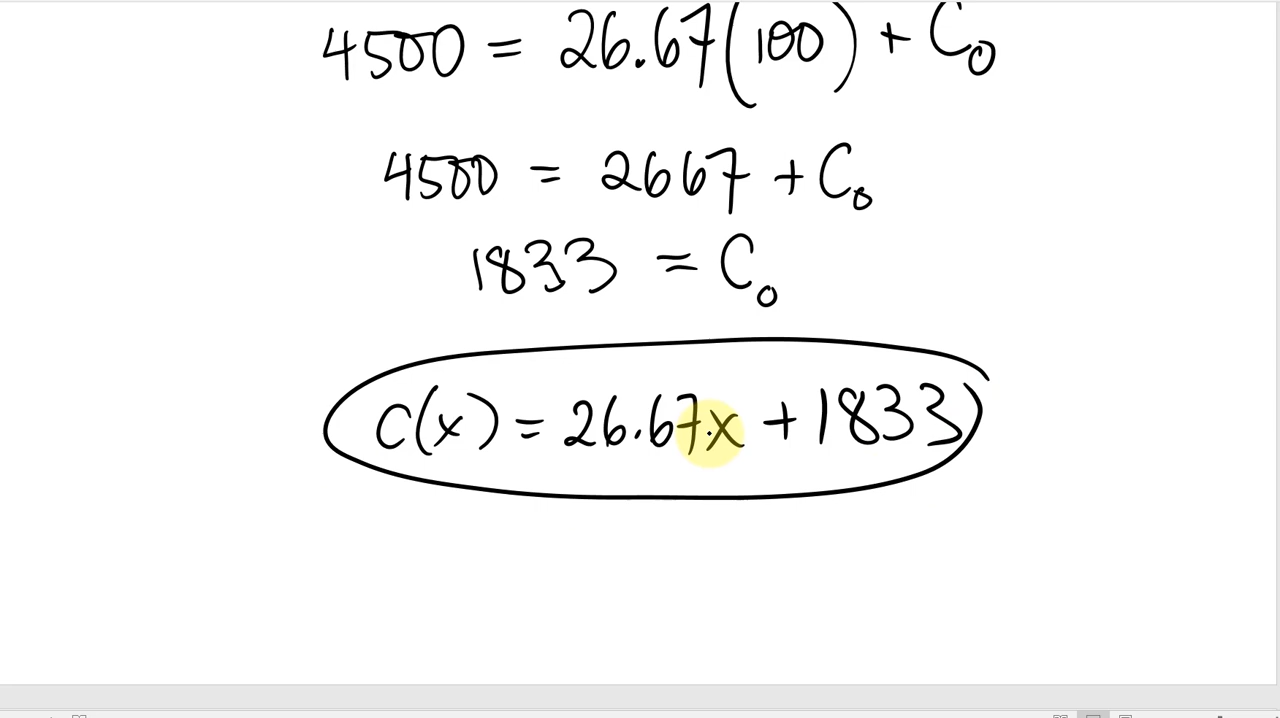 4500 = 26.67(100) + C₀
4500 = 2667 + C₀
1833 = C₀
C(x) = 26.67x + 1833